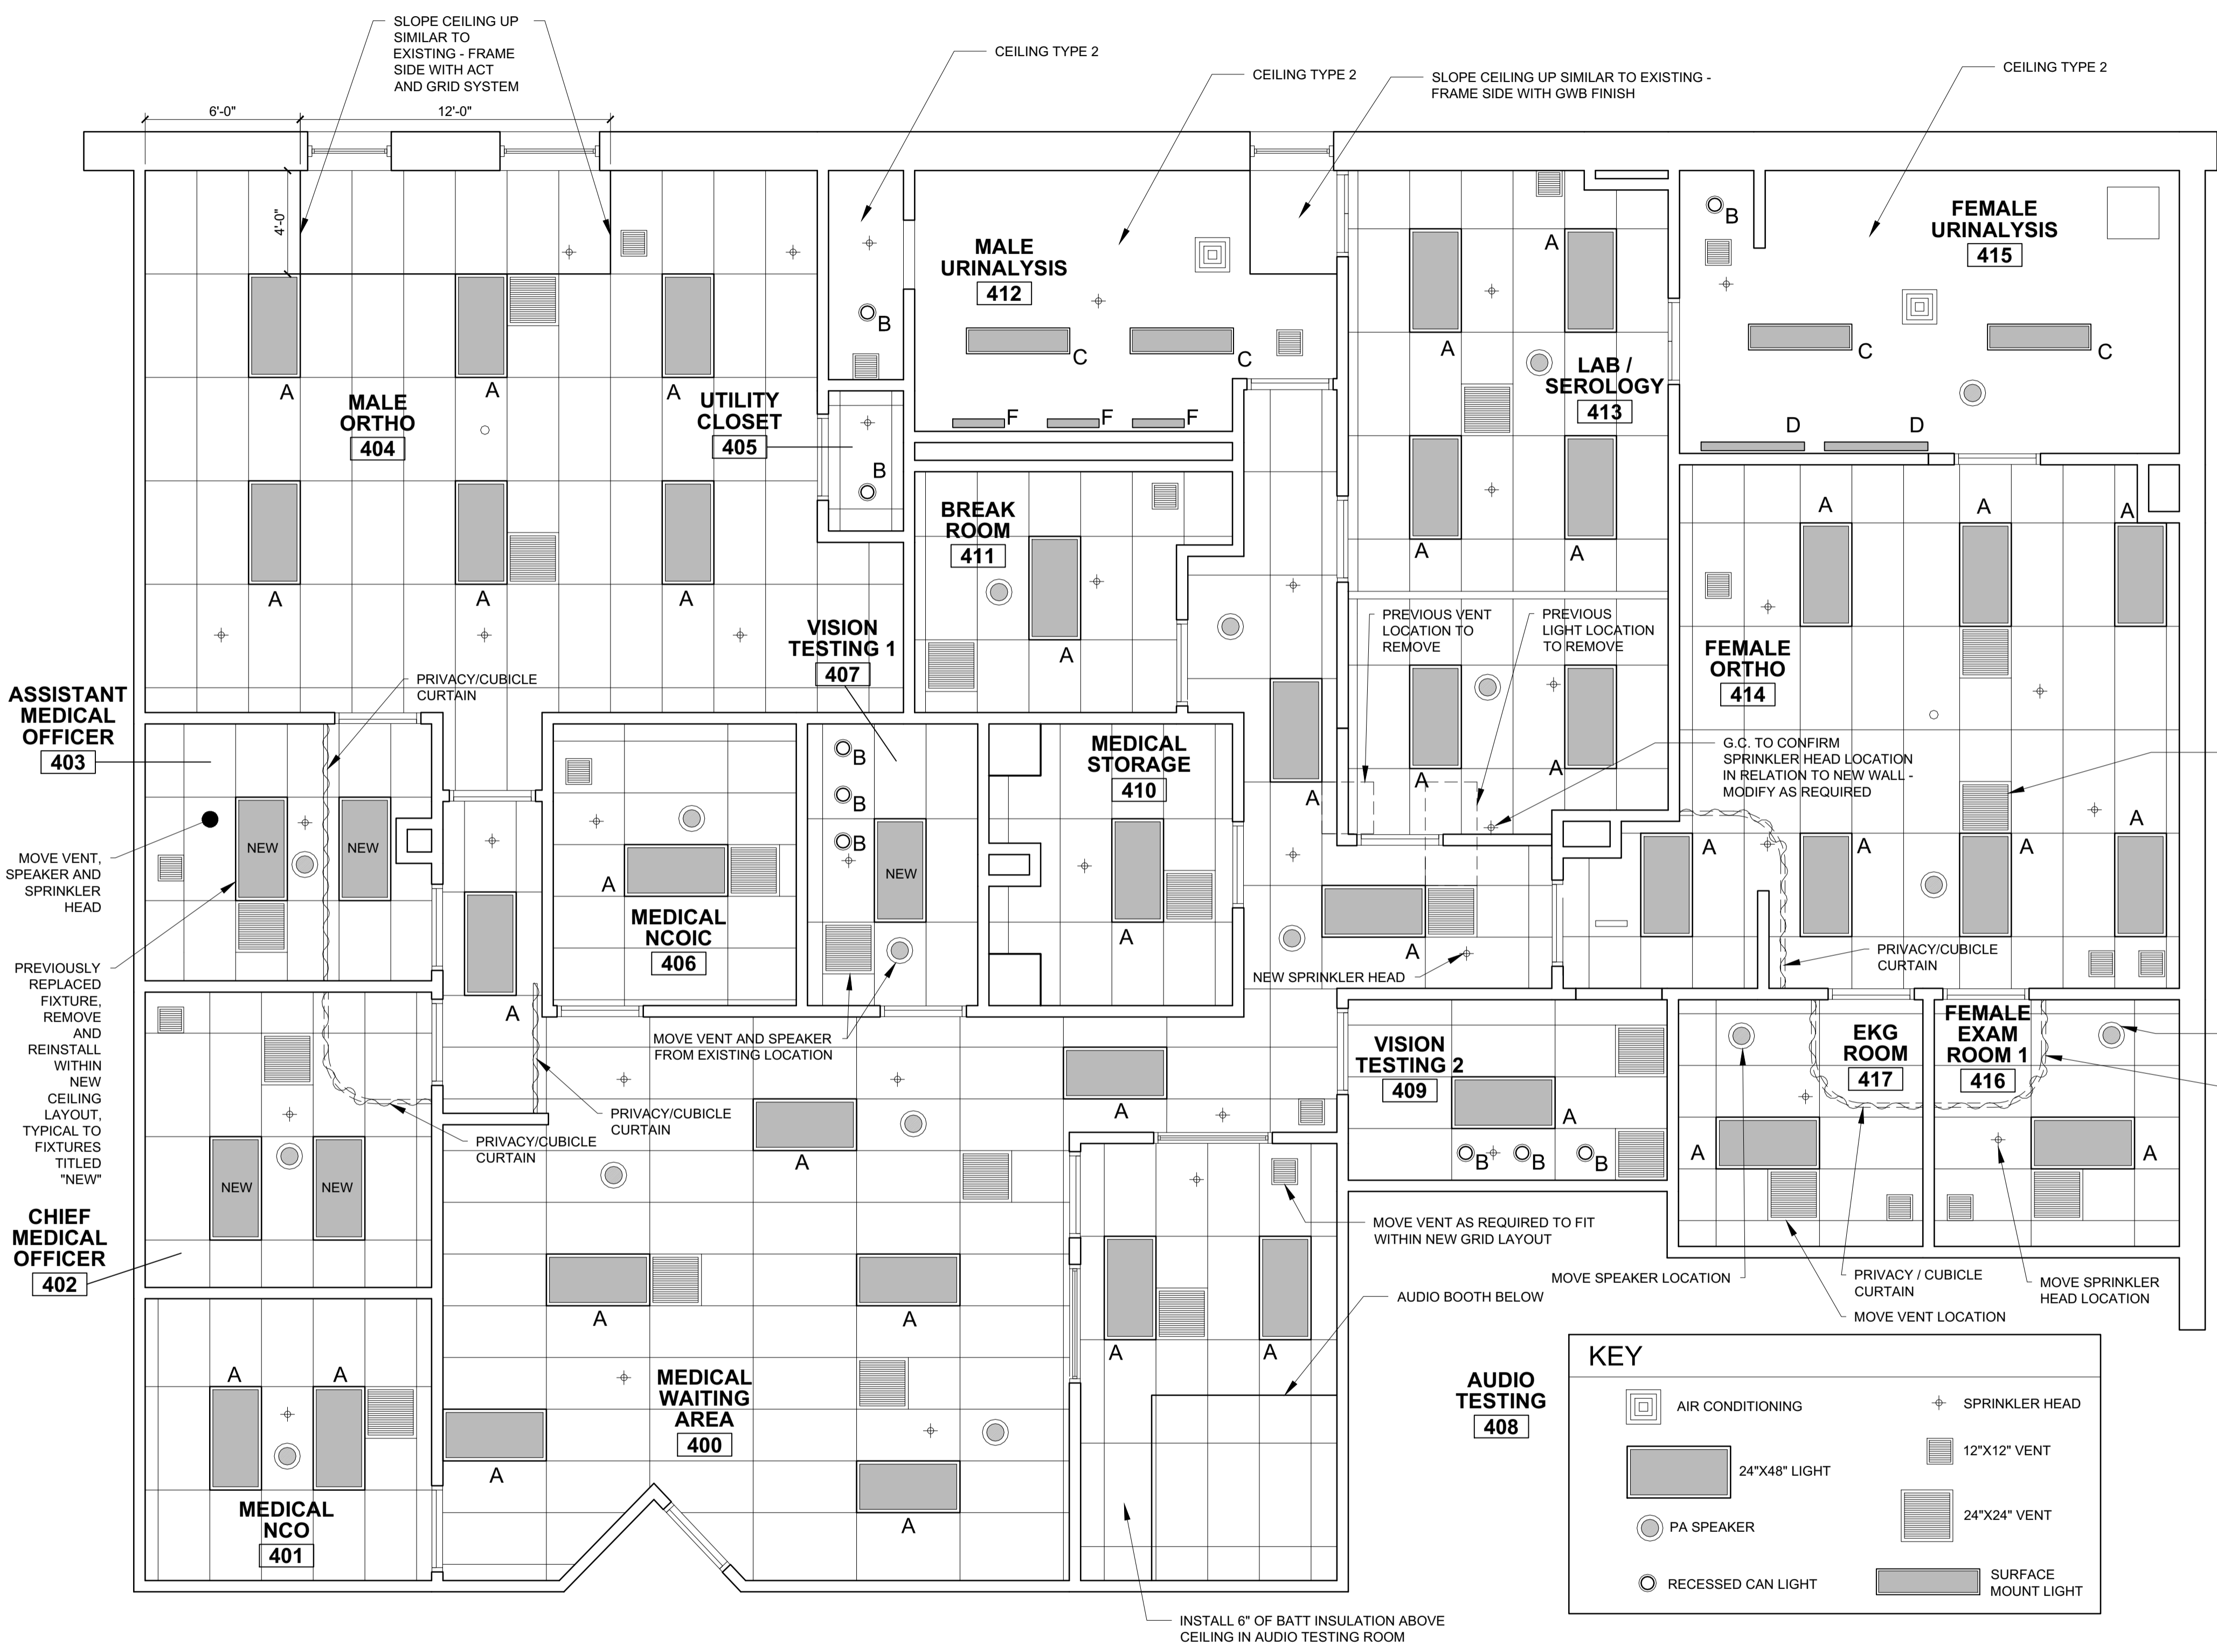 SLOPE CEILING UP
SIMILAR TO
EXISTING - FRAME
SIDE WITH ACT
AND GRID SYSTEM
CEILING TYPE 2
CEILING TYPE 2
SLOPE CEILING UP SIMILAR TO EXISTING -
FRAME SIDE WITH GWB FINISH
CEILING TYPE 2
6'-0"
12'-0"
4'-0"
MALE
URINALYSIS
412
FEMALE
URINALYSIS
415
B
B
A
A
C
C
C
C
LAB /
SEROLOGY
413
A
A
A
MALE
ORTHO
404
UTILITY
CLOSET
405
F
F
F
D
D
B
BREAK
ROOM
411
A
A
A
A
A
A
A
A
A
VISION
TESTING 1
407
PREVIOUS VENT
LOCATION TO
REMOVE
PREVIOUS
LIGHT LOCATION
TO REMOVE
FEMALE
ORTHO
414
ASSISTANT
MEDICAL
OFFICER
403
PRIVACY/CUBICLE
CURTAIN
A
MEDICAL
STORAGE
410
G.C. TO CONFIRM
SPRINKLER HEAD LOCATION
IN RELATION TO NEW WALL -
MODIFY AS REQUIRED
B
B
B
A
A
A
A
A
A
A
NEW
NEW
NEW
MOVE VENT,
SPEAKER AND
SPRINKLER
HEAD
A
MEDICAL
NCOIC
406
A
A
PREVIOUSLY
REPLACED
FIXTURE,
REMOVE
AND
REINSTALL
WITHIN
NEW
CEILING
LAYOUT,
TYPICAL TO
FIXTURES
TITLED
"NEW"
NEW SPRINKLER HEAD
PRIVACY/CUBICLE
CURTAIN
A
MOVE VENT AND SPEAKER
FROM EXISTING LOCATION
VISION
TESTING 2
409
EKG
ROOM
417
FEMALE
EXAM
ROOM 1
416
PRIVACY/CUBICLE
CURTAIN
PRIVACY/CUBICLE
CURTAIN
A
A
A
B
B
B
A
A
NEW
NEW
CHIEF
MEDICAL
OFFICER
402
MOVE VENT AS REQUIRED TO FIT
WITHIN NEW GRID LAYOUT
MOVE SPEAKER LOCATION
PRIVACY / CUBICLE
CURTAIN
MOVE SPRINKLER
HEAD LOCATION
MOVE VENT LOCATION
AUDIO BOOTH BELOW
A
A
A
A
A
A
MEDICAL
WAITING
AREA
400
AUDIO
TESTING
408
A
A
MEDICAL
NCO
401
KEY
AIR CONDITIONING
SPRINKLER HEAD
24"X48" LIGHT
12"X12" VENT
PA SPEAKER
24"X24" VENT
RECESSED CAN LIGHT
SURFACE
MOUNT LIGHT
INSTALL 6" OF BATT INSULATION ABOVE
CEILING IN AUDIO TESTING ROOM